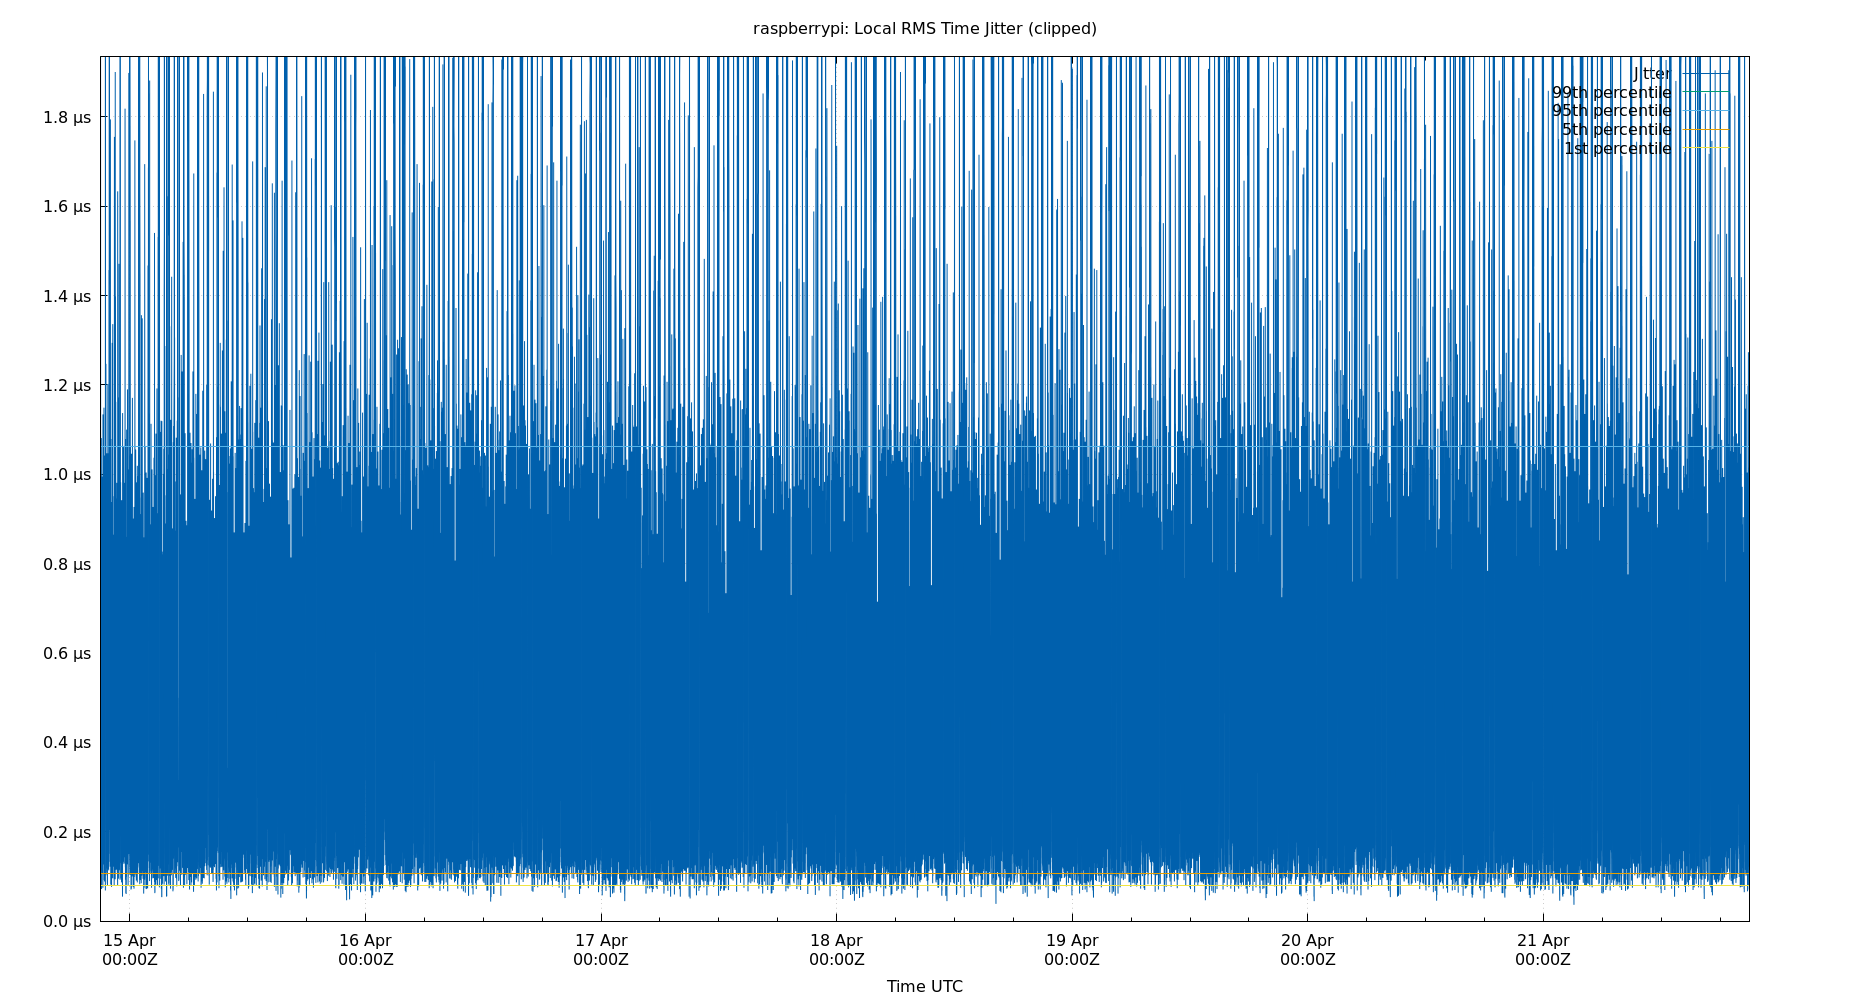 raspberrypi: Local RMS Time Jitter (clipped)
Jitter
99th percentile
95th percentile
5th percentile
1st percentile
1.8 µs
1.6 µs
1.4 µs
1.2 µs
1.0 µs
0.8 µs
0.6 µs
0.4 µs
0.2 µs
0.0 µs
15 Apr 16 Apr 17 Apr 18 Apr 19 Apr 20 Apr 21 Apr
00:00Z 00:00Z 00:00Z 00:00Z 00:00Z 00:00Z 00:00Z
Time UTC